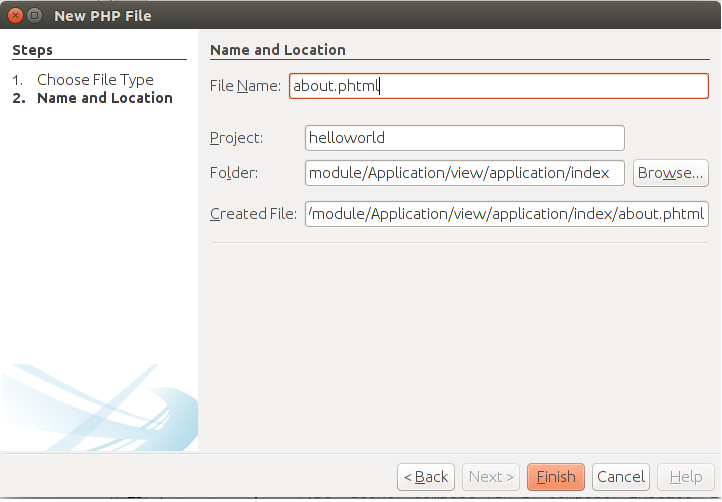 New PHP File
Steps
1. Choose File Type
2. Name and Location
Name and Location
File Name: about.phtml
Project: helloworld
Folder: module/Application/view/application/index Browse...
Created File: /module/Application/view/application/index/about.phtml
< Back Next > Finish Cancel Help